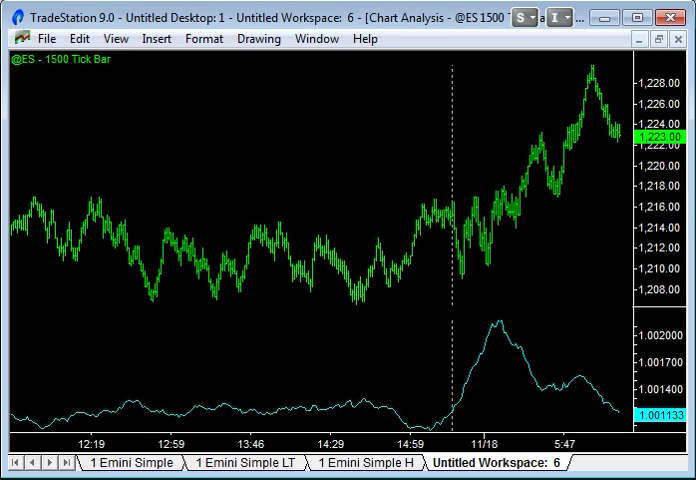 TradeStation 9.0 - Untitled Desktop: 1 - Untitled Workspace: 6 - [Chart Analysis - @ES 1500 T
S I ...
File Edit View Insert Format Drawing Window Help
@ES - 1500 Tick Bar
1,228.00
1,226.00
1,224.00
1,223.00
1,222.00
1,220.00
1,218.00
1,216.00
1,214.00
1,212.00
1,210.00
1,208.00
1.002000
1.001700
1.001400
1.001133
12:19 12:59 13:46 14:29 14:59 11/18 5:47
1 Emini Simple 1 Emini Simple LT 1 Emini Simple H Untitled Workspace: 6